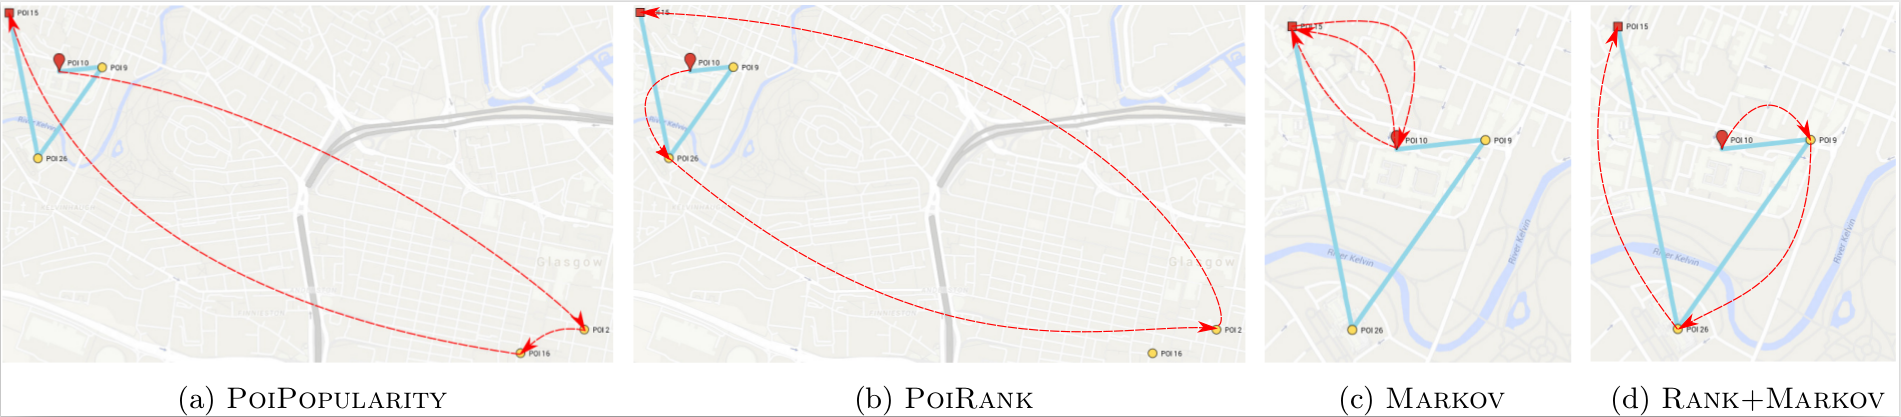 POI 15
POI 10
POI 9
River Kelvin
POI 26
Glasgow
POI 2
POI 16
(a) POIPOPULARITY
POI 10
POI 9
River Kelvin
POI 26
Glasgow
POI 2
POI 16
(b) POIRANK
POI 15
POI 10
POI 9
River Kelvin
River Kelvin
POI 26
(c) MARKOV
POI 15
POI 10
POI 9
River Kelvin
River Kelvin
POI 26
(d) RANK+MARKOV